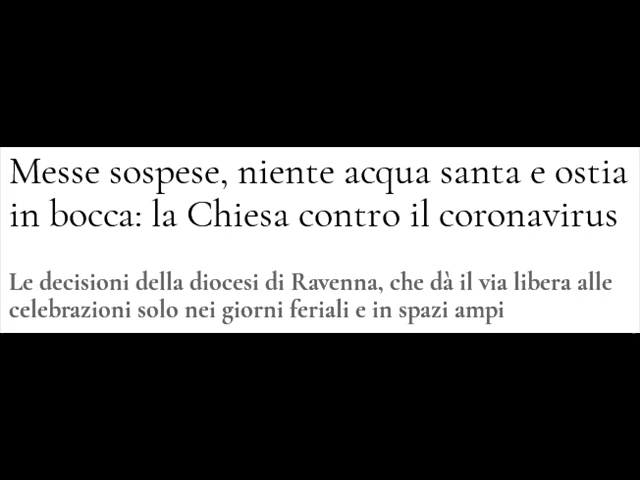 Messe sospese, niente acqua santa e ostia
in bocca: la Chiesa contro il coronavirus
Le decisioni della diocesi di Ravenna, che dà il via libera alle
celebrazioni solo nei giorni feriali e in spazi ampi